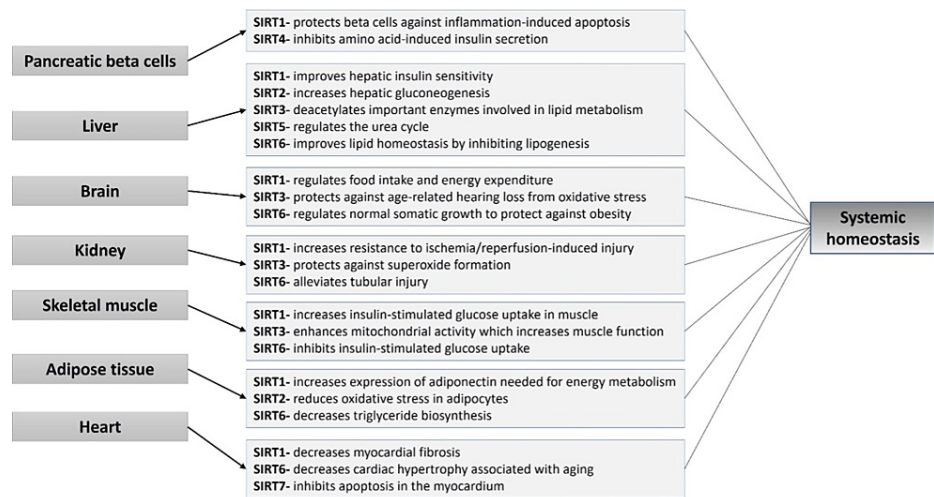 Pancreatic beta cells
SIRT1- protects beta cells against inflammation-induced apoptosis
SIRT4- inhibits amino acid-induced insulin secretion
Liver
SIRT1- improves hepatic insulin sensitivity
SIRT2- increases hepatic gluconeogenesis
SIRT3- deacetylates important enzymes involved in lipid metabolism
SIRT5- regulates the urea cycle
SIRT6- improves lipid homeostasis by inhibiting lipogenesis
Brain
SIRT1- regulates food intake and energy expenditure
SIRT3- protects against age-related hearing loss from oxidative stress
SIRT6- regulates normal somatic growth to protect against obesity
Kidney
SIRT1- increases resistance to ischemia/reperfusion-induced injury
SIRT3- protects against superoxide formation
SIRT6- alleviates tubular injury
Skeletal muscle
SIRT1- increases insulin-stimulated glucose uptake in muscle
SIRT3- enhances mitochondrial activity which increases muscle function
SIRT6- inhibits insulin-stimulated glucose uptake
Adipose tissue
SIRT1- increases expression of adiponectin needed for energy metabolism
SIRT2- reduces oxidative stress in adipocytes
SIRT6- decreases triglyceride biosynthesis
Heart
SIRT1- decreases myocardial fibrosis
SIRT6- decreases cardiac hypertrophy associated with aging
SIRT7- inhibits apoptosis in the myocardium
Systemic
homeostasis